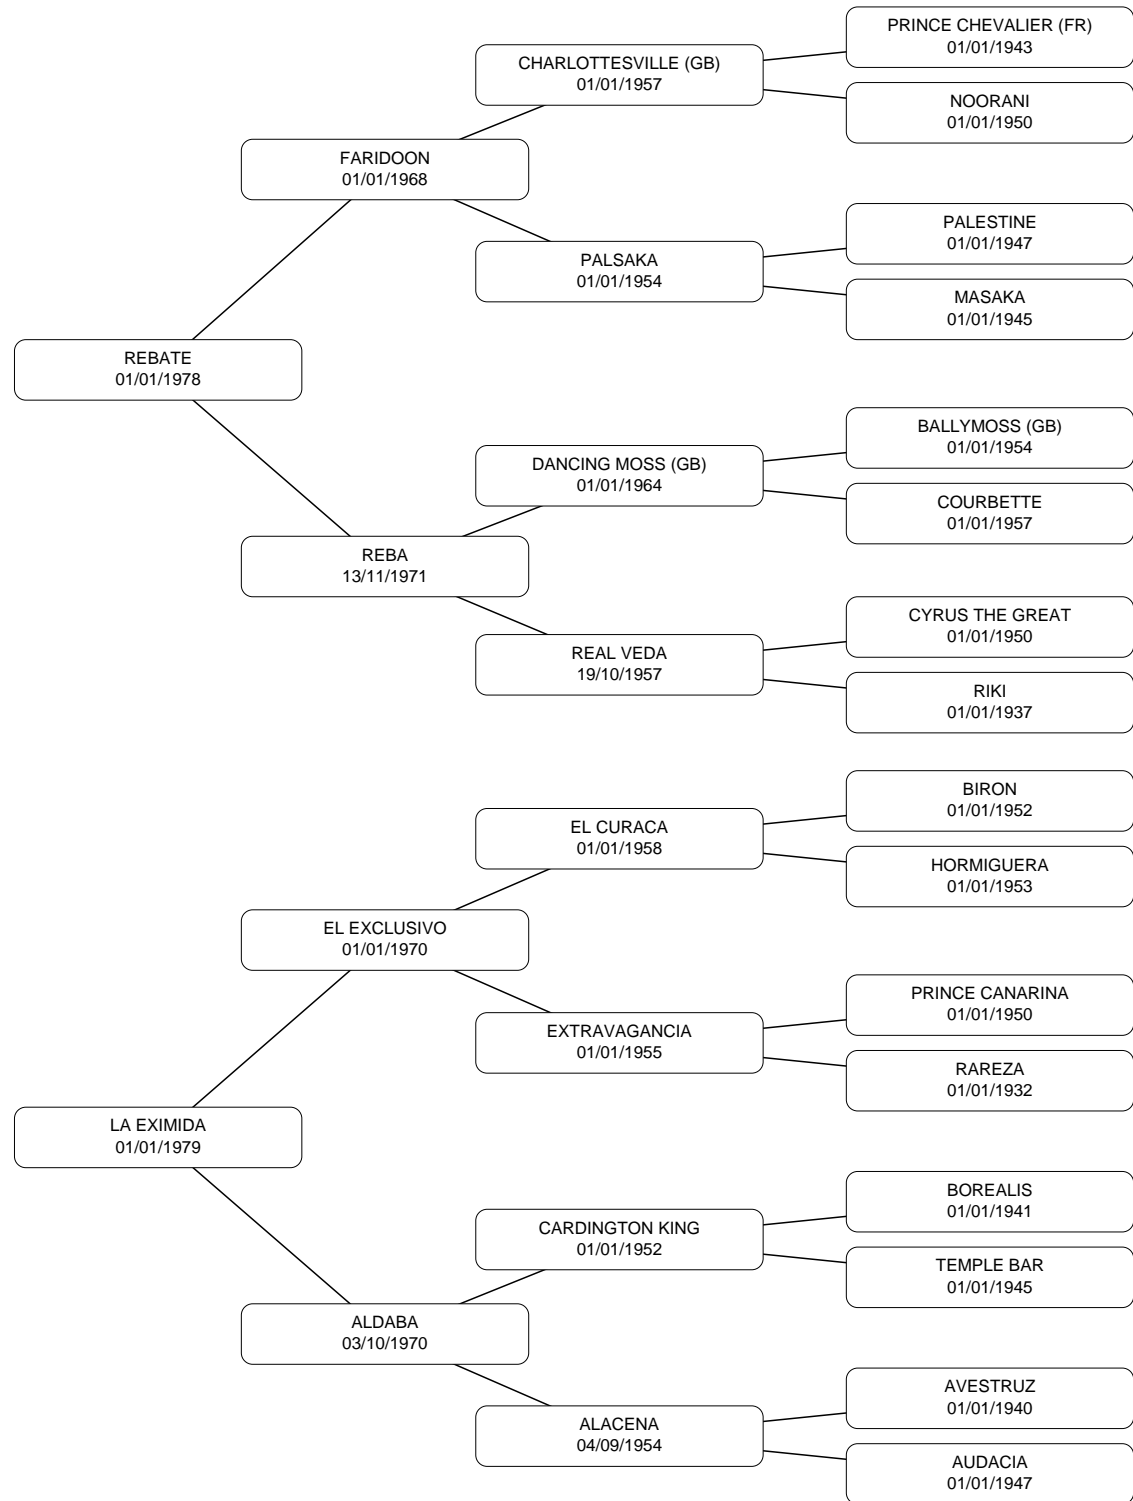 PRINCE CHEVALIER (FR)
01/01/1943
CHARLOTTESVILLE (GB)
01/01/1957
NOORANI
01/01/1950
FARIDOON
01/01/1968
PALESTINE
01/01/1947
PALSAKA
01/01/1954
MASAKA
01/01/1945
REBATE
01/01/1978
BALLYMOSS (GB)
01/01/1954
DANCING MOSS (GB)
01/01/1964
COURBETTE
01/01/1957
REBA
13/11/1971
CYRUS THE GREAT
01/01/1950
REAL VEDA
19/10/1957
RIKI
01/01/1937
BIRON
01/01/1952
EL CURACA
01/01/1958
HORMIGUERA
01/01/1953
EL EXCLUSIVO
01/01/1970
PRINCE CANARINA
01/01/1950
EXTRAVAGANCIA
01/01/1955
RAREZA
01/01/1932
LA EXIMIDA
01/01/1979
BOREALIS
01/01/1941
CARDINGTON KING
01/01/1952
TEMPLE BAR
01/01/1945
ALDABA
03/10/1970
AVESTRUZ
01/01/1940
ALACENA
04/09/1954
AUDACIA
01/01/1947